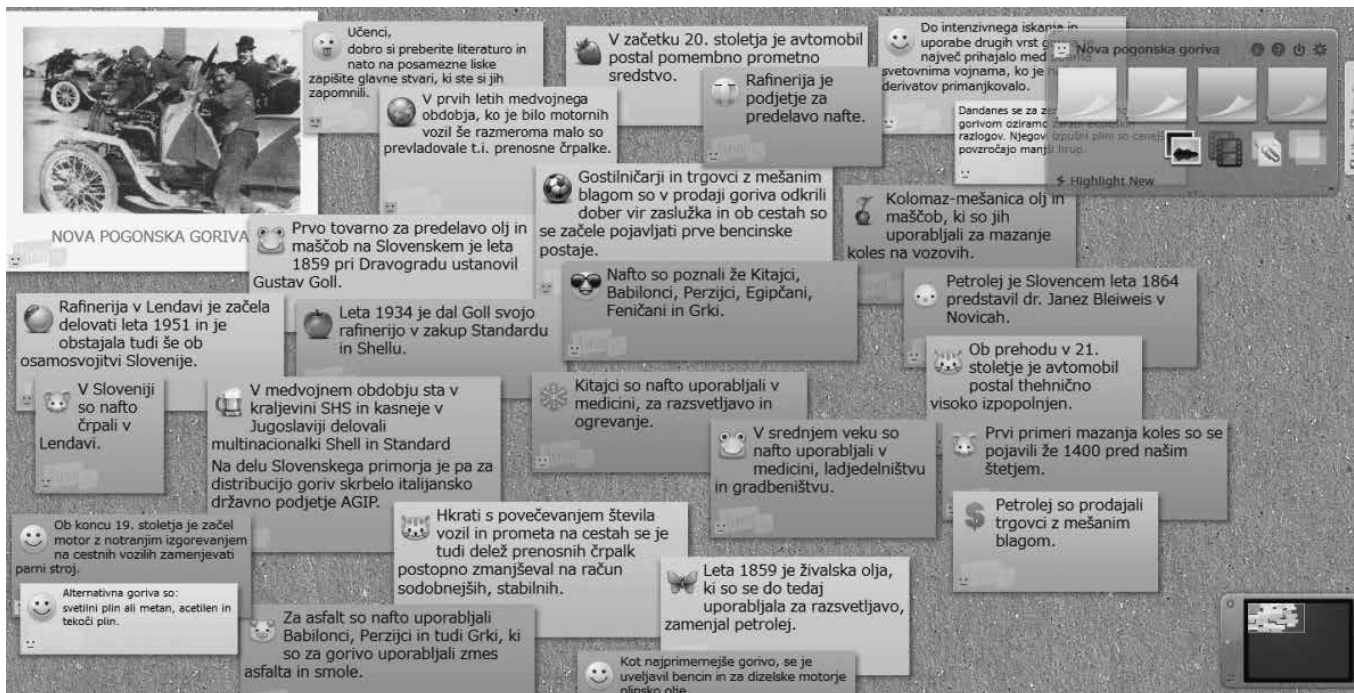 NOVA POGONSKA GORIVA
Učenci,
dobro si preberite literaturo in
nato na posamezne liske
zapišite glavne stvari, ki ste si jih
zapomnili.
V začetku 20. stoletja je avtomobil
postal pomembno prometno
sredstvo.
Do intenzivnega iskanja in
uporabe drugih vrst
največ prihajalo med
svetovnima vojnama, ko je
derivatov primanjkovalo.
Nova pogonska goriva
Highlight New
Rafinerija je
podjetje za
predelavo nafte.
V prvih letih medvojnega
obdobja, ko je bilo motornih
vozil še razmeroma malo so
prevladovale t.i. prenosne črpalke.
Dandanes se za
gorivom oziramo zaradi ekoloških
razlogov. Njegovi izpušni plini so cenejši
povzročajo manjši hrup.
Gostilničarji in trgovci z mešanim
blagom so v prodaji goriva odkrili
dober vir zaslužka in ob cestah so
se začele pojavljati prve bencinske
postaje.
Kolomaz-mešanica olj in
maščob, ki so jih
uporabljali za mazanje
koles na vozovih.
Prvo tovarno za predelavo olj in
maščob na Slovenskem je leta
1859 pri Dravogradu ustanovil
Gustav Goll.
Nafto so poznali že Kitajci,
Babilonci, Perzijci, Egipčani,
Feničani in Grki.
Petrolej je Slovencem leta 1864
predstavil dr. Janez Bleiweis v
Novicah.
Rafinerija v Lendavi je začela
delovati leta 1951 in je
obstajala tudi še ob
osamosvojitvi Slovenije.
Leta 1934 je dal Goll svojo
rafinerijo v zakup Standardu
in Shellu.
Ob prehodu v 21.
stoletje je avtomobil
postal thehnično
visoko izpopolnjen.
V Sloveniji
so nafto
črpali v
Lendavi.
V medvojnem obdobju sta v
kraljevini SHS in kasneje v
Jugoslaviji delovali
multinacionalki Shell in Standard
Na delu Slovenskega primorja je pa za
distribucijo goriv skrbelo italijansko
državno podjetje AGIP.
Kitajci so nafto uporabljali v
medicini, za razsvetljavo in
ogrevanje.
V srednjem veku so
nafto uporabljali v
medicini, ladjedelništvu
in gradbeništvu.
Prvi primeri mazanja koles so se
pojavili že 1400 pred našim
štetjem.
Petrolej so prodajali
trgovci z mešanim
blagom.
Ob koncu 19. stoletja je začel
motor z notranjim izgorevanjem
na cestnih vozilih zamenjevati
parni stroj.
Hkrati s povečevanjem števila
vozil in prometa na cestah se je
tudi delež prenosnih črpalk
postopno zmanjševal na račun
sodobnejših, stabilnih.
Leta 1859 je živalska olja,
ki so se do tedaj
uporabljala za razsvetljavo,
zamenjal petrolej.
Alternativna goriva so:
svetilni plin ali metan, acetilen in
tekoči plin.
Za asfalt so nafto uporabljali
Babilonci, Perzijci in tudi Grki, ki
so za gorivo uporabljali zmes
asfalta in smole.
Kot najprimernejše gorivo, se je
uveljavil bencin in za dizelske motorje
plinsko olje.